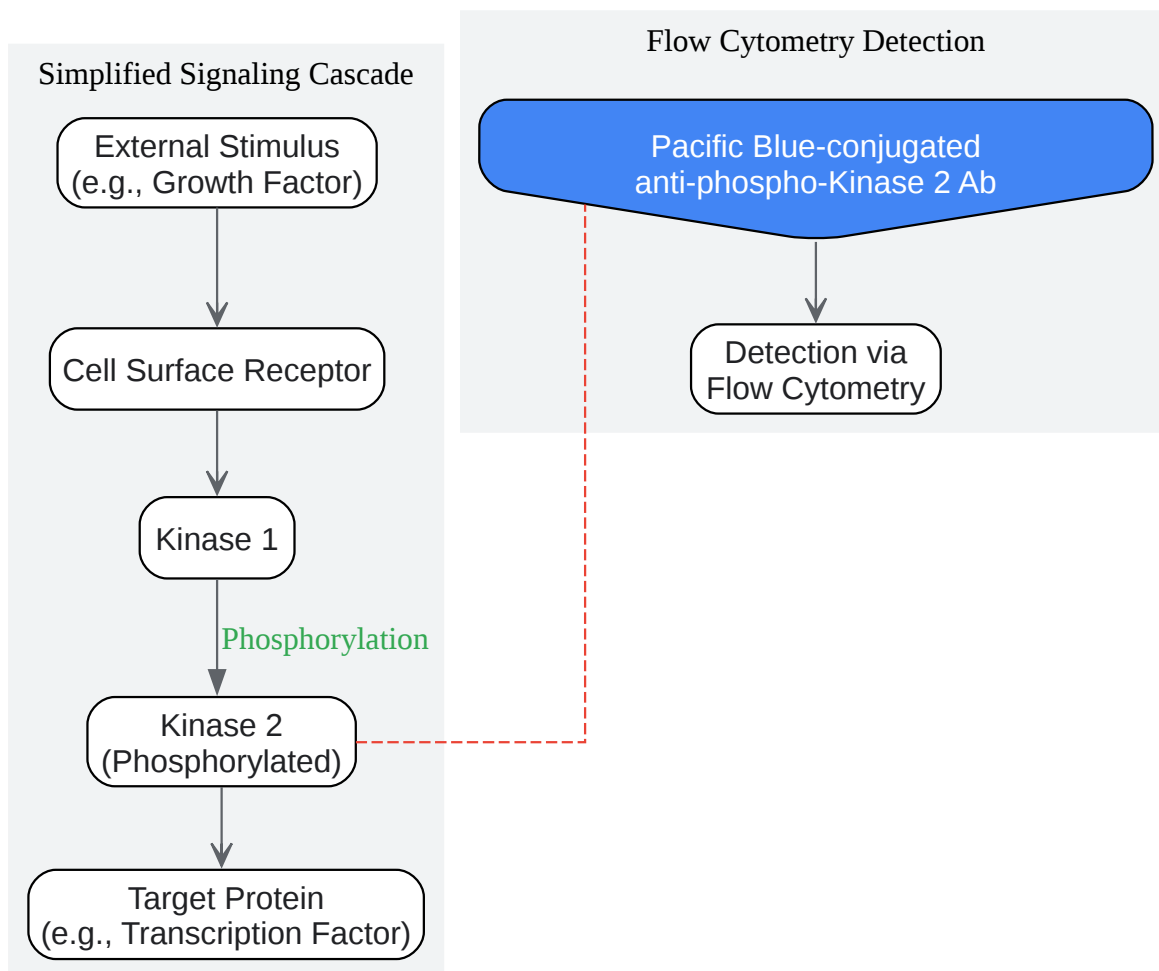 Simplified Signaling Cascade
External Stimulus
(e.g., Growth Factor)
Cell Surface Receptor
Kinase 1
Phosphorylation
Kinase 2
(Phosphorylated)
Target Protein
(e.g., Transcription Factor)
Flow Cytometry Detection
Pacific Blue-conjugated
anti-phospho-Kinase 2 Ab
Detection via
Flow Cytometry